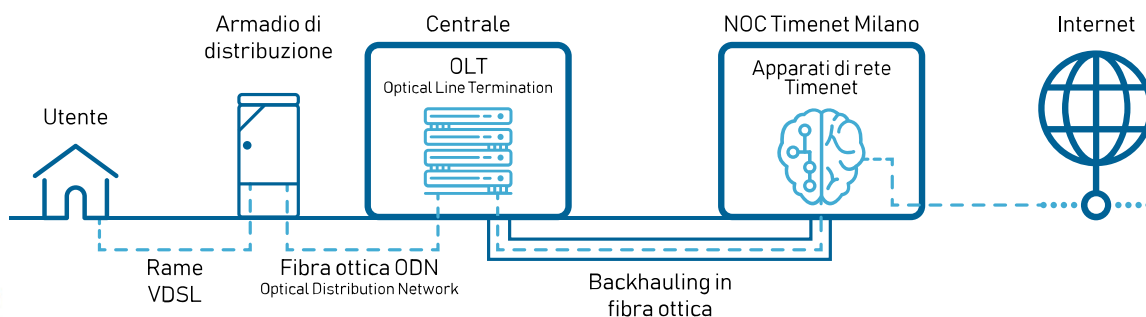 Utente
Armadio di
distribuzione
Centrale
OLT
Optical Line Termination
NOC Timenet Milano
Apparati di rete
Timenet
Internet
Rame
VDSL
Fibra ottica ODN
Optical Distribution Network
Backhauling in
fibra ottica